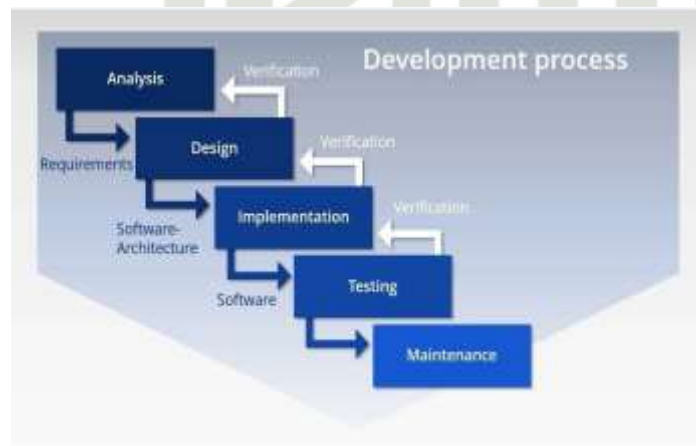 Development process
Analysis
Verification
Requirements
Design
Verification
Software-
Architecture
Implementation
Verification
Software
Testing
Maintenance